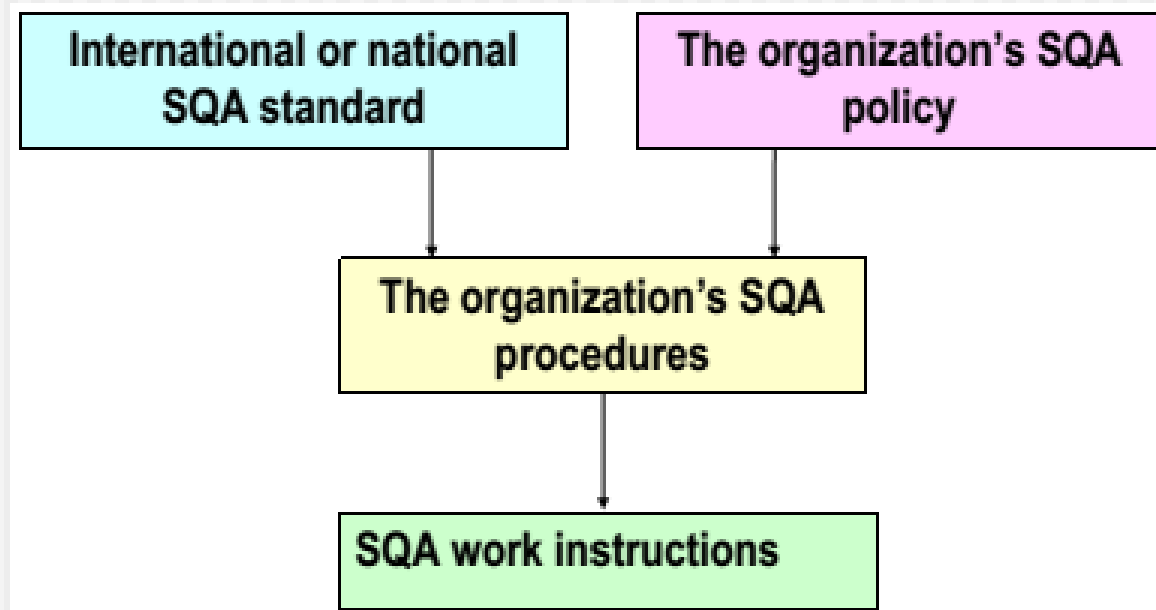 International or national
SQA standard
The organization’s SQA
policy
The organization’s SQA
procedures
SQA work instructions